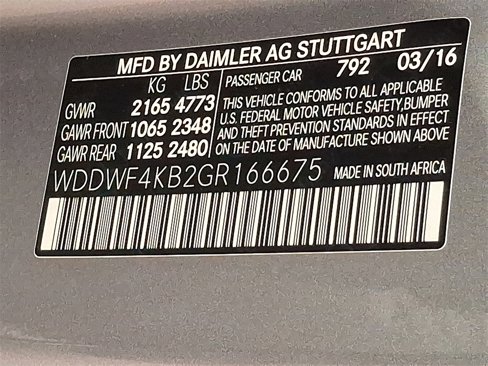 MFD BY DAIMLER AG STUTTGART
KG LBS
GVWR 2165 4773
GAWR FRONT 1065 2348
GAWR REAR 1125 2480
PASSENGER CAR 792 03/16
THIS VEHICLE CONFORMS TO ALL APPLICABLE
U.S. FEDERAL MOTOR VEHICLE SAFETY,BUMPER
AND THEFT PREVENTION STANDARDS IN EFFECT
ON THE DATE OF MANUFACTURE SHOWN ABOVE
WDDWF4KB2GR166675 MADE IN SOUTH AFRICA